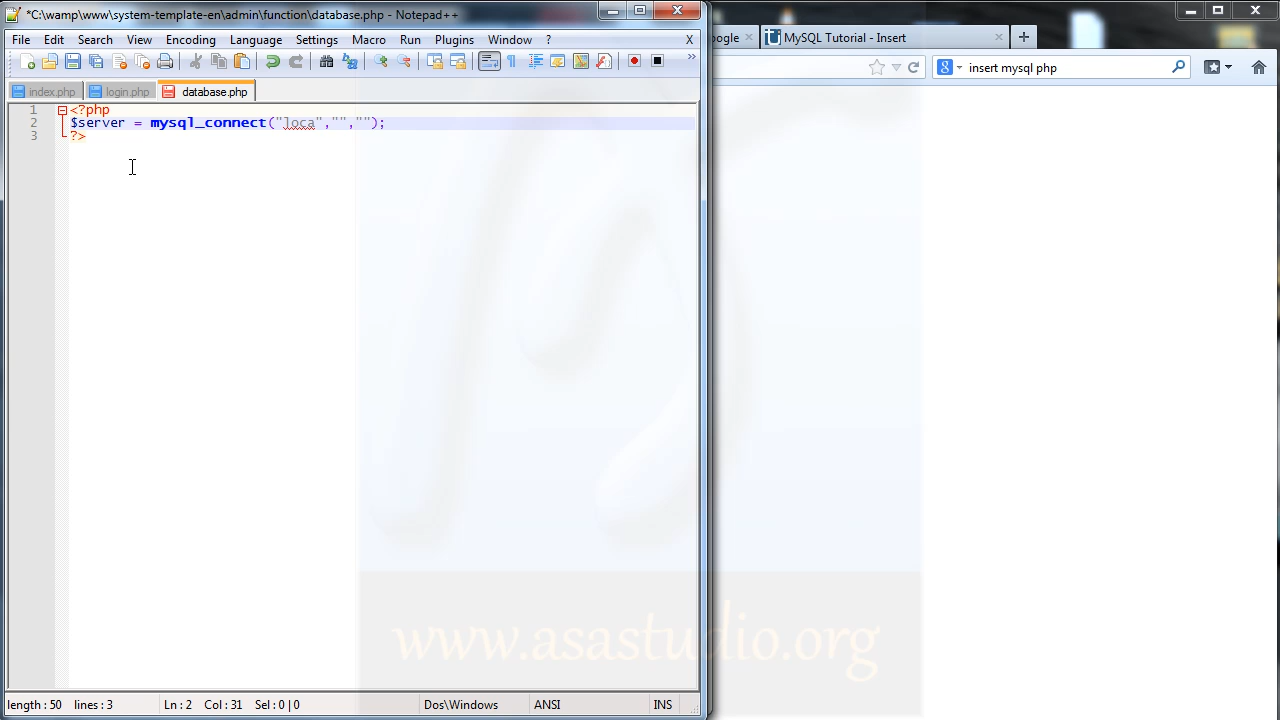 *C:\wamp\www\system-template-en\admin\function\database.php - Notepad++
File Edit Search View Encoding Language Settings Macro Run Plugins Window ? X
index.php login.php database.php
1 <?php
2 $server = mysql_connect("loca","","");
3 ?>
length : 50 lines : 3 Ln : 2 Col : 31 Sel : 0 | 0 Dos\Windows ANSI INS
ogle MySQL Tutorial - Insert
insert mysql php
www.asastudio.org